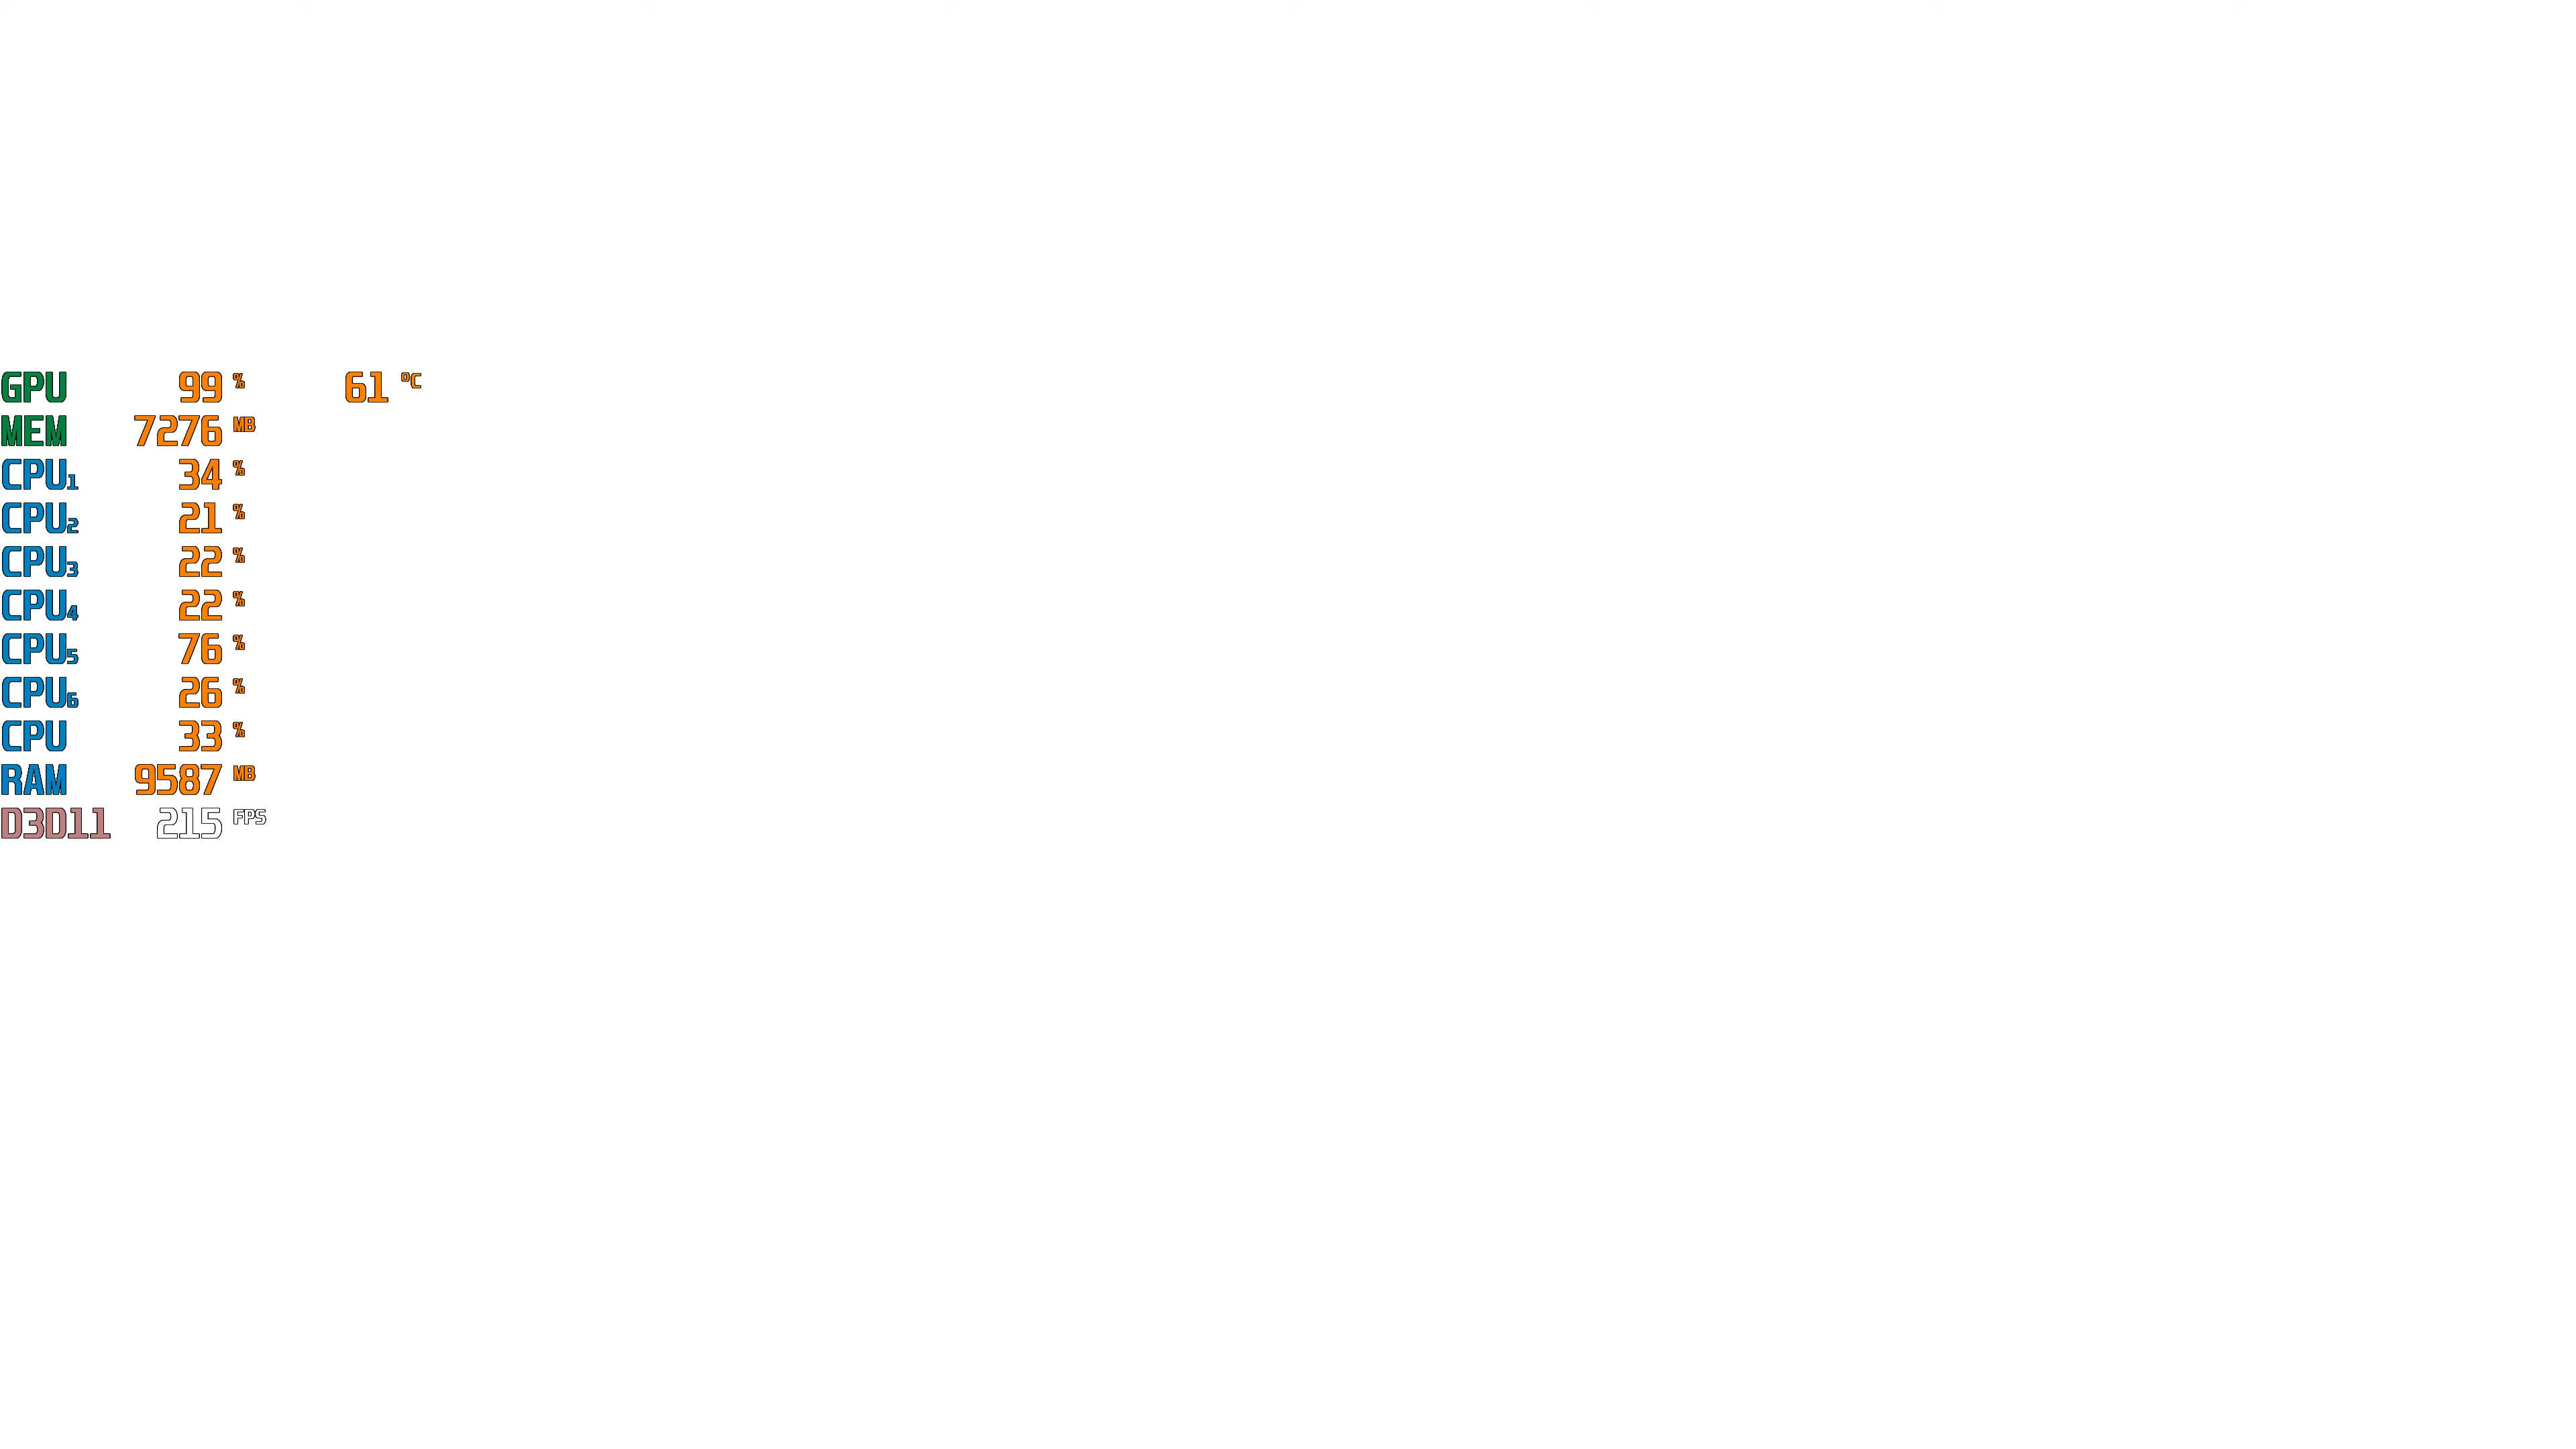 GPU 99 % 61 °C
MEM 7276 MB
CPU1 34 %
CPU2 21 %
CPU3 22 %
CPU4 22 %
CPU5 76 %
CPU6 26 %
CPU 33 %
RAM 9587 MB
D3D11 215 FPS